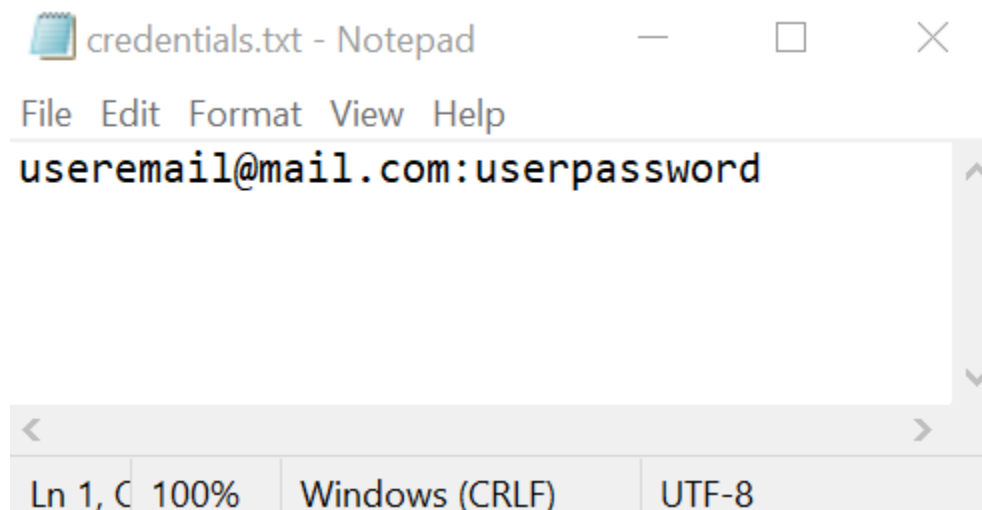 credentials.txt - Notepad
File Edit Format View Help
useremail@mail.com:userpassword
Ln 1, C 100% Windows (CRLF) UTF-8